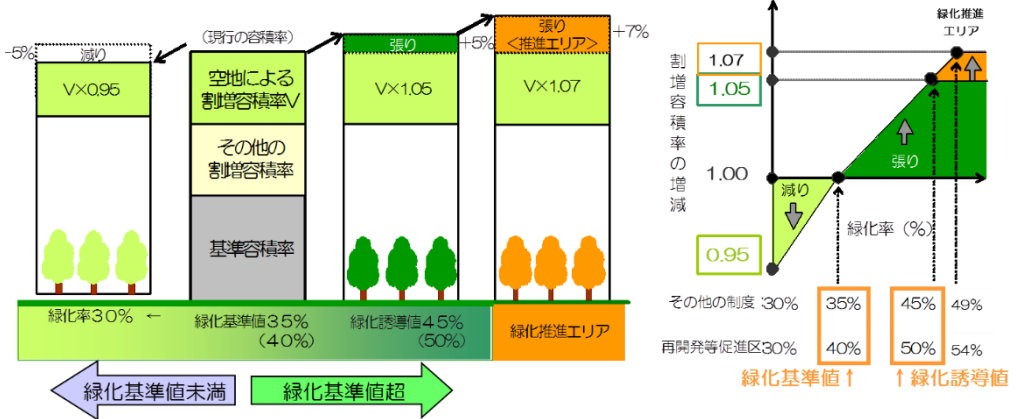 -5%
減り
V×0.95
(現行の容積率)
空地による
割増容積率V
その他の
割増容積率
基準容積率
張り
+5%
V×1.05
張り
<推進エリア>
+7%
V×1.07
緑化率30% ←
緑化基準値35%
(40%)
緑化誘導値45%
(50%)
緑化推進エリア
緑化基準値未満
緑化基準値超
割増容積率の増減
緑化推進
エリア
1.07
1.05
1.00
0.95
張り
減り
緑化率(%)
その他の制度:30% 35% 45% 49%
再開発等促進区:30% 40% 50% 54%
緑化基準値↑ ↑緑化誘導値